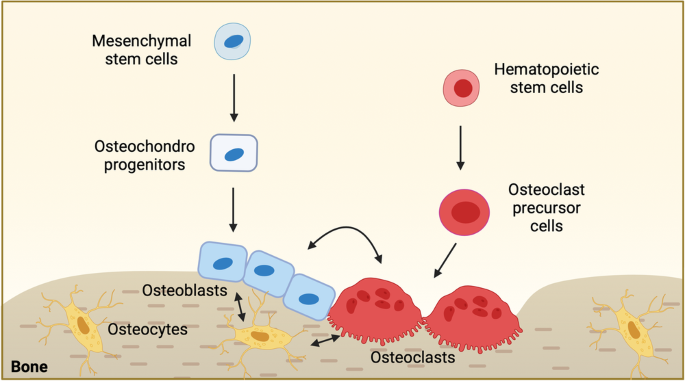 Mesenchymal
stem cells
Hematopoietic
stem cells
Osteochondro
progenitors
Osteoclast
precursor
cells
Osteoblasts
Osteocytes
Osteoclasts
Bone